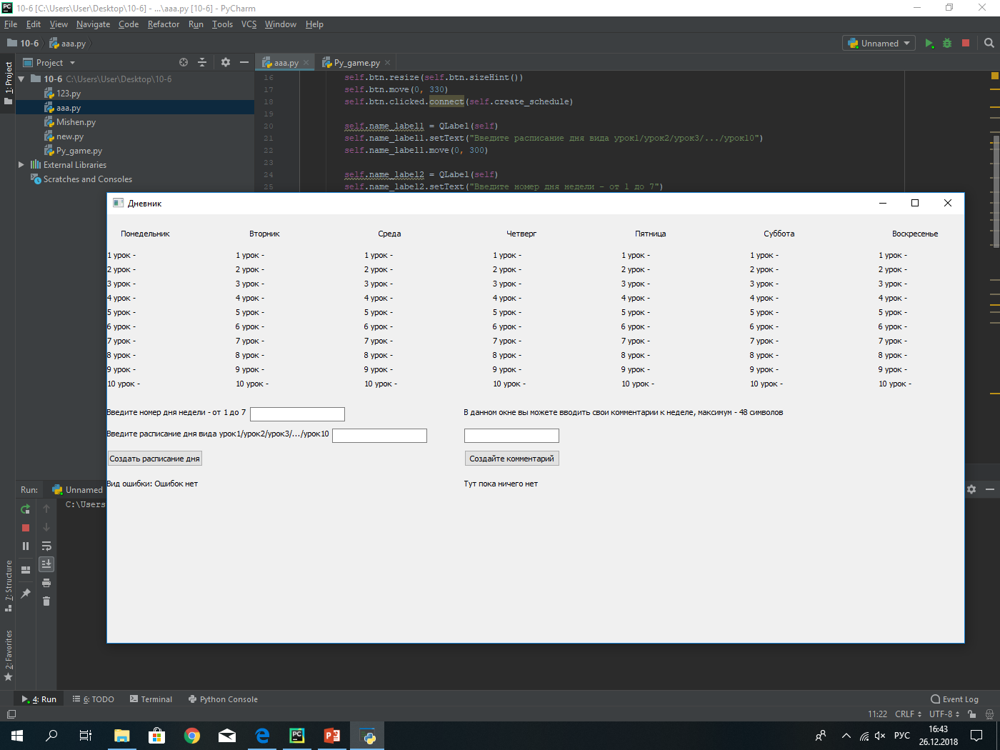 10-6 [C:\Users\User\Desktop\10-6] - ...\aaa.py [10-6] - PyCharm
File Edit View Navigate Code Refactor Run Tools VCS Window Help
10-6 aaa.py Unnamed
1: Project
Project
aaa.py Py_game.py
10-6 C:\Users\User\Desktop\10-6
123.py
aaa.py
Mishen.py
new.py
Py_game.py
External Libraries
Scratches and Consoles
16 self.btn.resize(self.btn.sizeHint())
17 self.btn.move(0, 330)
18 self.btn.clicked.connect(self.create_schedule)
19
20 self.name_label1 = QLabel(self)
21 self.name_label1.setText("Введите расписание дня вида урок1/урок2/урок3/.../урок10")
22 self.name_label1.move(0, 300)
23
24 self.name_label2 = QLabel(self)
25 self.name_label2.setText("Введите номер дня недели - от 1 до 7")
Дневник
Понедельник Вторник Среда Четверг Пятница Суббота Воскресенье
1 урок - 1 урок - 1 урок - 1 урок - 1 урок - 1 урок - 1 урок -
2 урок - 2 урок - 2 урок - 2 урок - 2 урок - 2 урок - 2 урок -
3 урок - 3 урок - 3 урок - 3 урок - 3 урок - 3 урок - 3 урок -
4 урок - 4 урок - 4 урок - 4 урок - 4 урок - 4 урок - 4 урок -
5 урок - 5 урок - 5 урок - 5 урок - 5 урок - 5 урок - 5 урок -
6 урок - 6 урок - 6 урок - 6 урок - 6 урок - 6 урок - 6 урок -
7 урок - 7 урок - 7 урок - 7 урок - 7 урок - 7 урок - 7 урок -
8 урок - 8 урок - 8 урок - 8 урок - 8 урок - 8 урок - 8 урок -
9 урок - 9 урок - 9 урок - 9 урок - 9 урок - 9 урок - 9 урок -
10 урок - 10 урок - 10 урок - 10 урок - 10 урок - 10 урок - 10 урок -
Введите номер дня недели - от 1 до 7 В данном окне вы можете вводить свои комментарии к неделе, максимум - 48 символов
Введите расписание дня вида урок1/урок2/урок3/.../урок10
Создать расписание дня Создайте комментарий
Вид ошибки: Ошибок нет Тут пока ничего нет
Run: Unnamed
C:\Users
7: Structure
2: Favorites
4: Run 6: TODO Terminal Python Console Event Log
11:22 CRLF UTF-8
РУС 16:43
26.12.2018